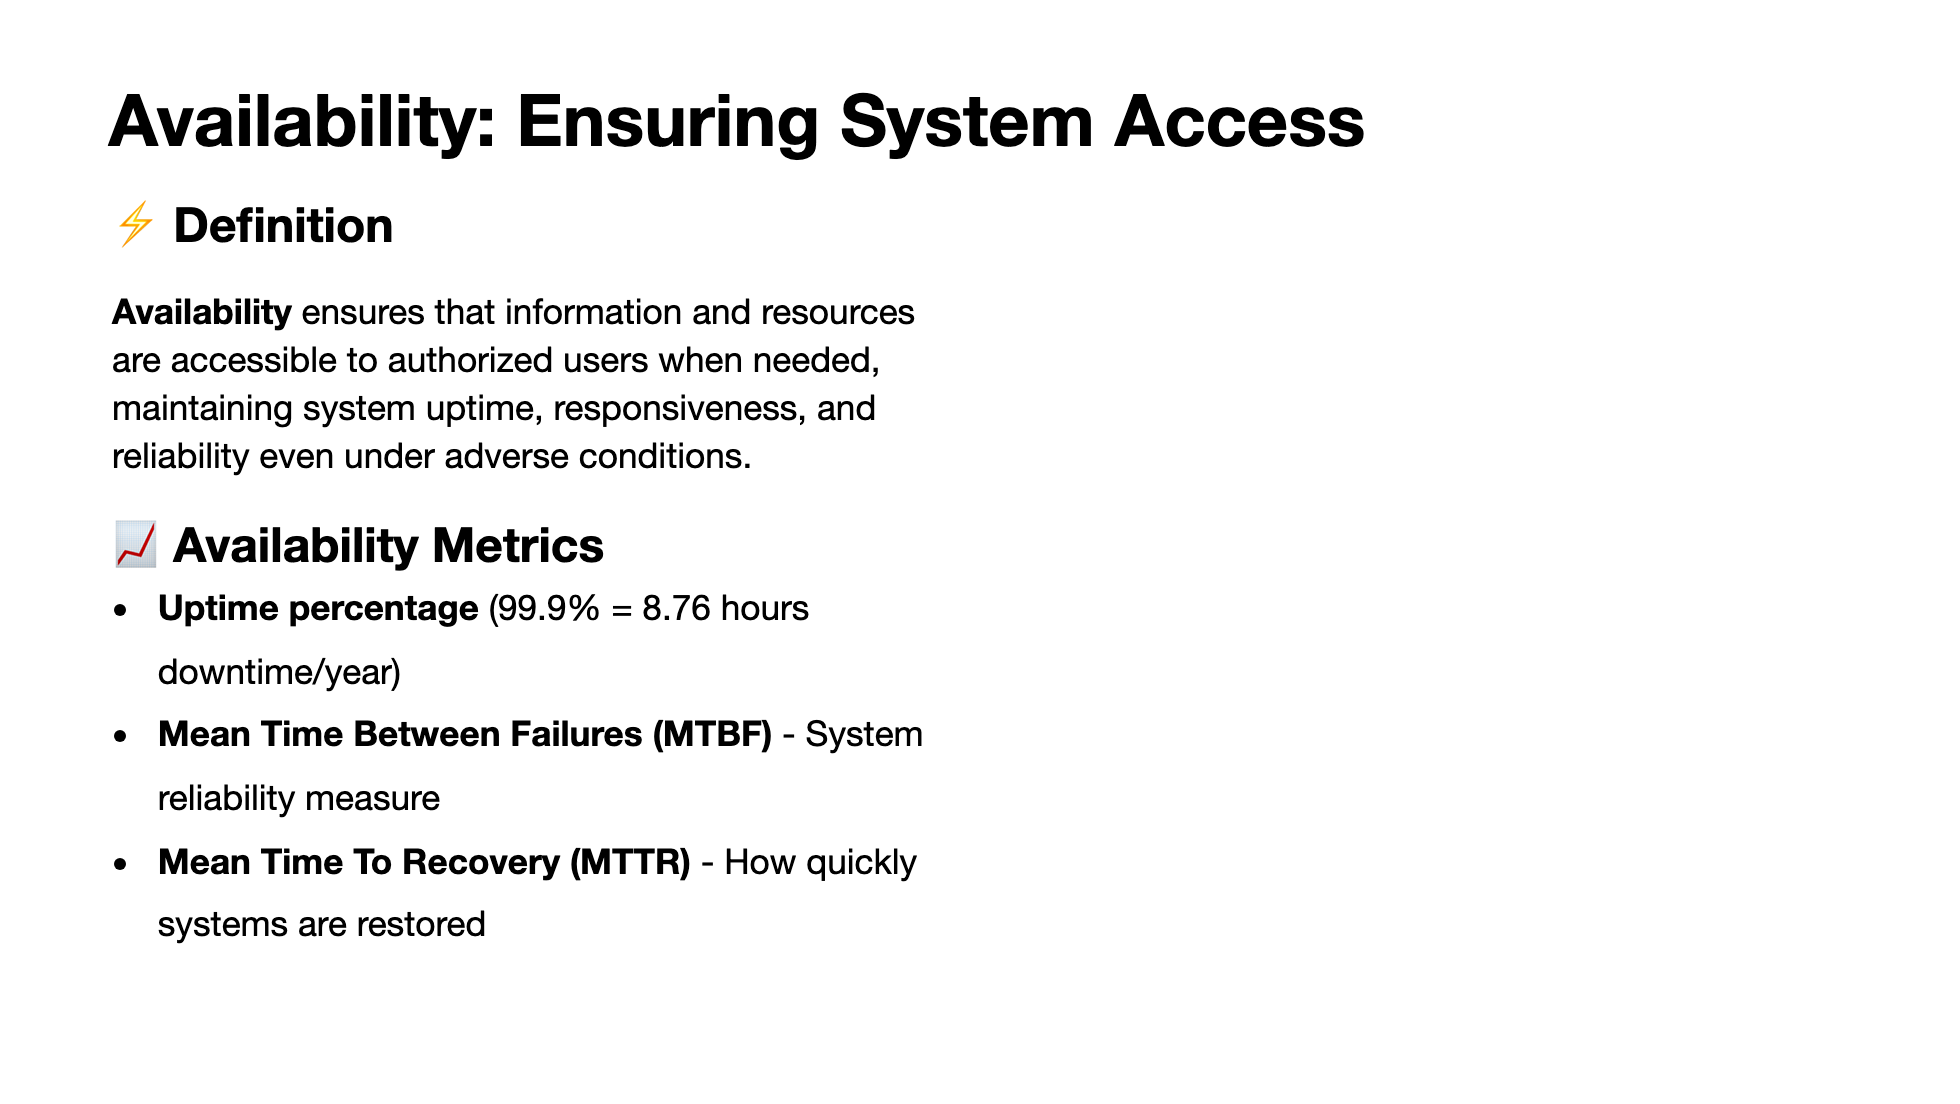 Availability: Ensuring System Access
⚡ Definition
Availability ensures that information and resources
are accessible to authorized users when needed,
maintaining system uptime, responsiveness, and
reliability even under adverse conditions.
📈 Availability Metrics
• Uptime percentage (99.9% = 8.76 hours
downtime/year)
• Mean Time Between Failures (MTBF) - System
reliability measure
• Mean Time To Recovery (MTTR) - How quickly
systems are restored